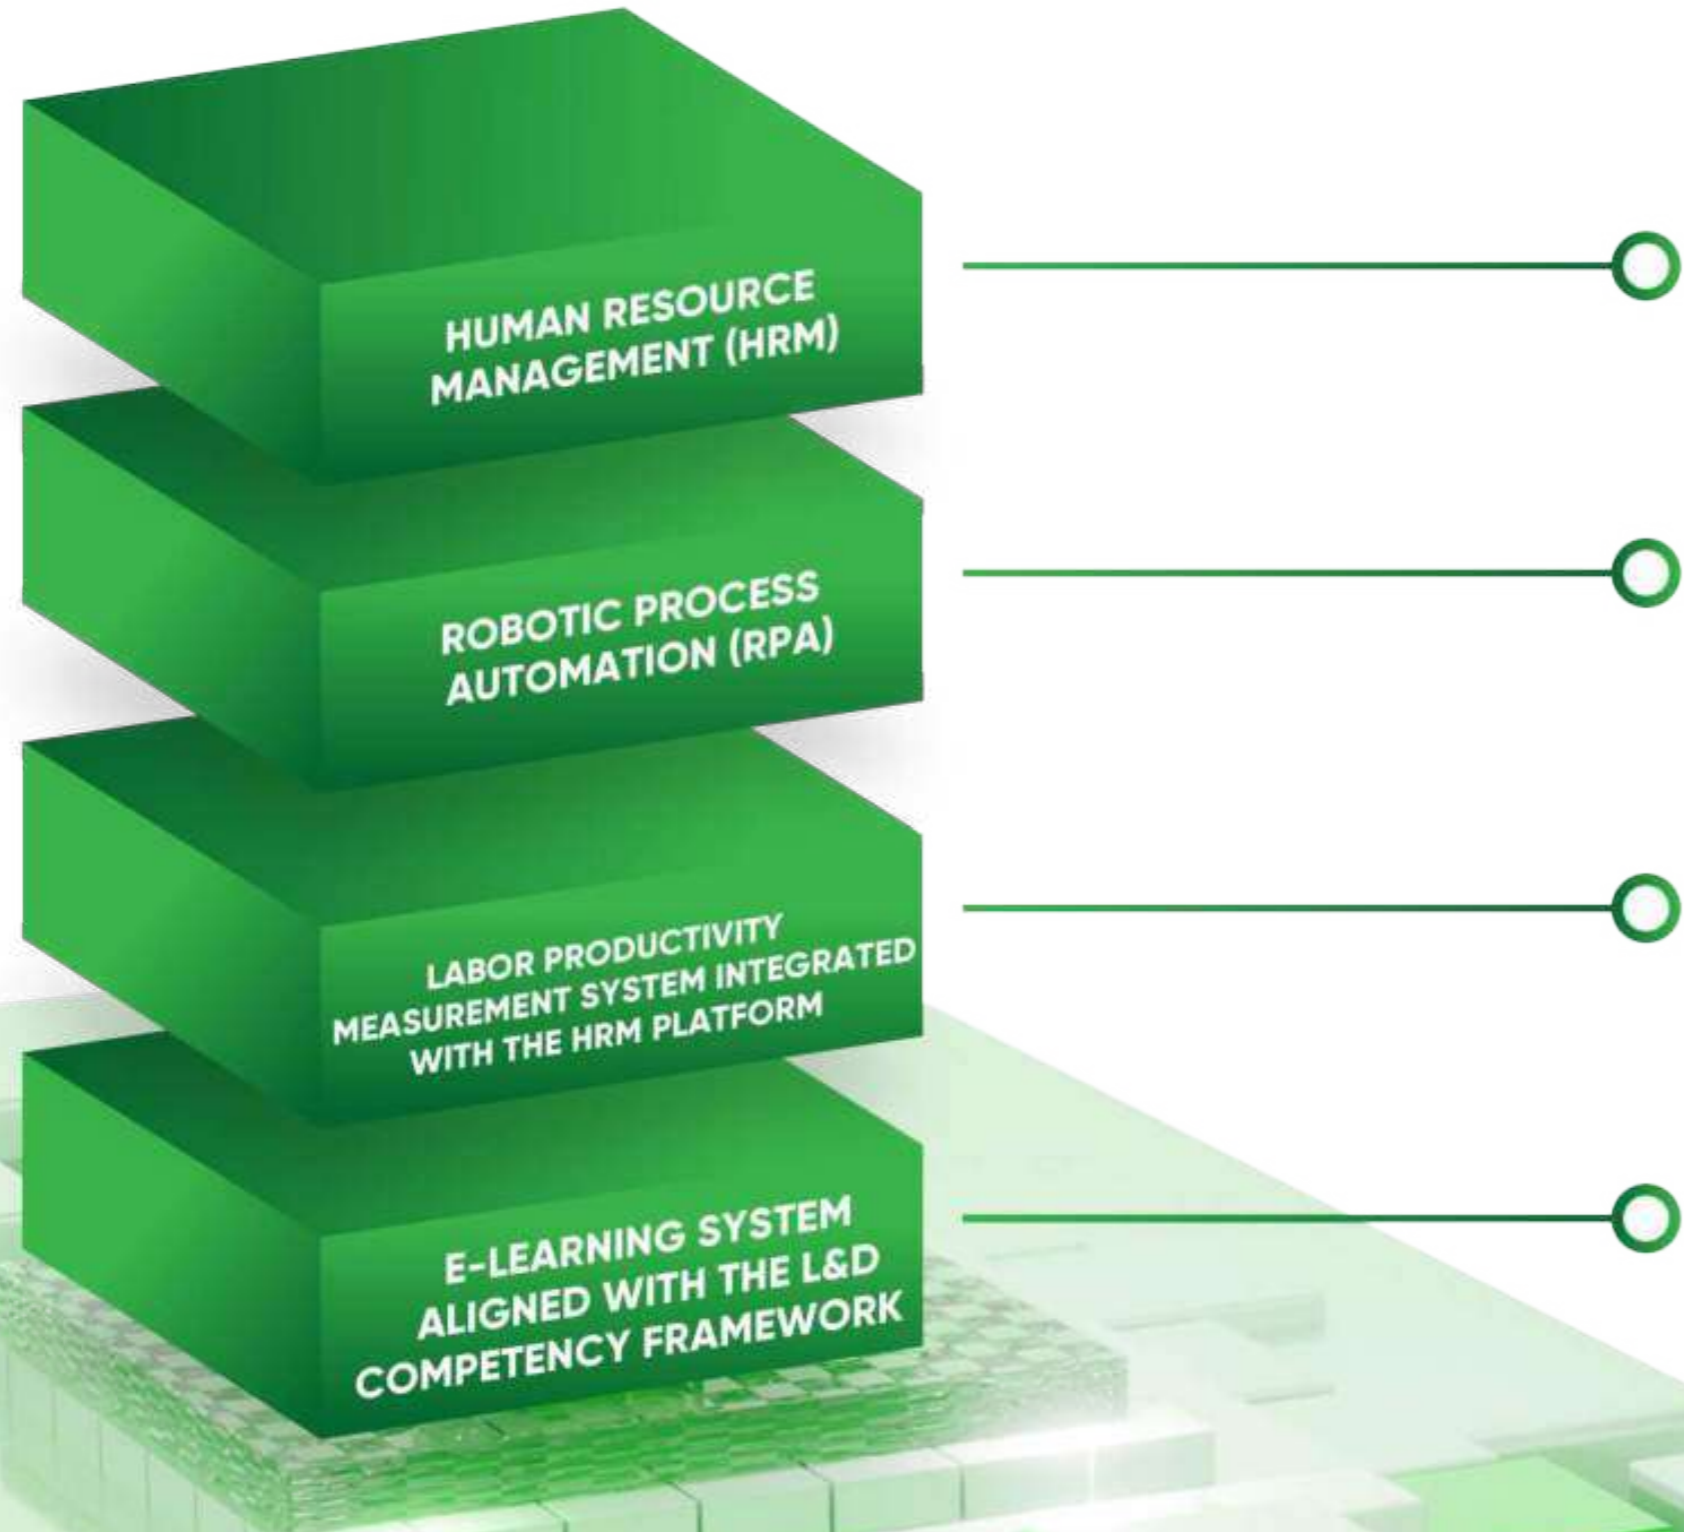 HUMAN RESOURCE
MANAGEMENT (HRM)
ROBOTIC PROCESS
AUTOMATION (RPA)
LABOR PRODUCTIVITY
MEASUREMENT SYSTEM INTEGRATED
WITH THE HRM PLATFORM
E-LEARNING SYSTEM
ALIGNED WITH THE L&D
COMPETENCY FRAMEWORK